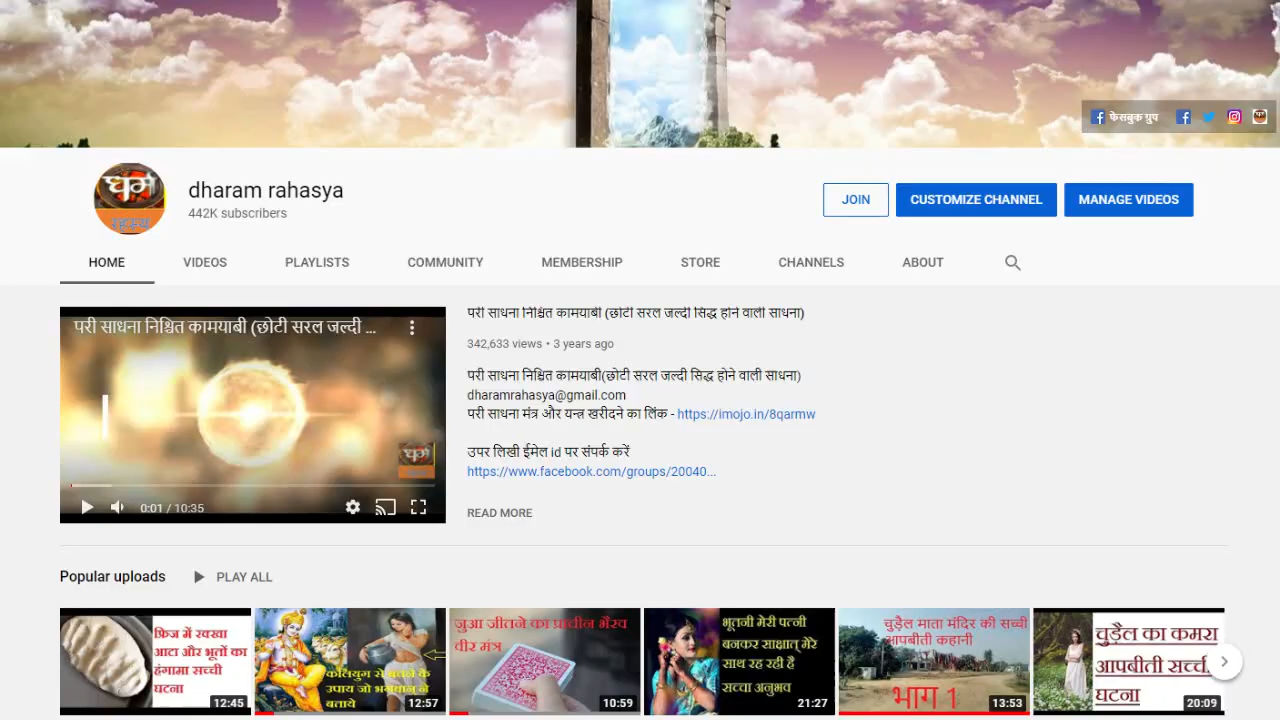 फेसबुक ग्रुप
धर्म
रहस्य
dharam rahasya
442K subscribers
JOIN
CUSTOMIZE CHANNEL
MANAGE VIDEOS
HOME
VIDEOS
PLAYLISTS
COMMUNITY
MEMBERSHIP
STORE
CHANNELS
ABOUT
परी साधना निश्चित कामयाबी (छोटी सरल जल्दी ...
धर्म
0:01 / 10:35
परी साधना निश्चित कामयाबी (छोटी सरल जल्दी सिद्ध होने वाली साधना)
342,633 views • 3 years ago
परी साधना निश्चित कामयाबी(छोटी सरल जल्दी सिद्ध होने वाली साधना)
dharamrahasya@gmail.com
परी साधना मंत्र और यन्त्र खरीदने का लिंक - https://imojo.in/8qarmw
उपर लिखी ईमेल id पर संपर्क करें
https://www.facebook.com/groups/20040...
READ MORE
Popular uploads
PLAY ALL
फ्रिज में रक्खा
आटा और भूतों का
हंगामा सच्ची
घटना
12:45
कलियुग से बचने के
उपाय जो भगवान् ने
बताये
12:57
जुआ जीतने का प्राचीन भैरव
वीर मंत्र
10:59
भूतनी मेरी पत्नी
बनकर साक्षात् मेरे
साथ रह रही है
सच्चा अनुभव
21:27
चुड़ैल माता मंदिर की सच्ची
आपबीती कहानी
भाग 1
13:53
चुड़ैल का कमरा
आपबीती सच्ची
घटना
20:09